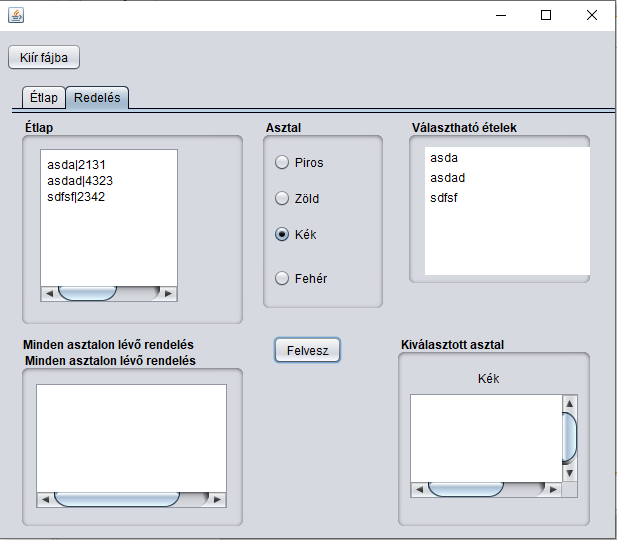 Kiír fájba
Étlap
Redelés
Étlap
asda|2131
asdad|4323
sdfsf|2342
Asztal
Piros
Zöld
Kék
Fehér
Választható ételek
asda
asdad
sdfsf
Minden asztalon lévő rendelés
Minden asztalon lévő rendelés
Felvesz
Kiválasztott asztal
Kék